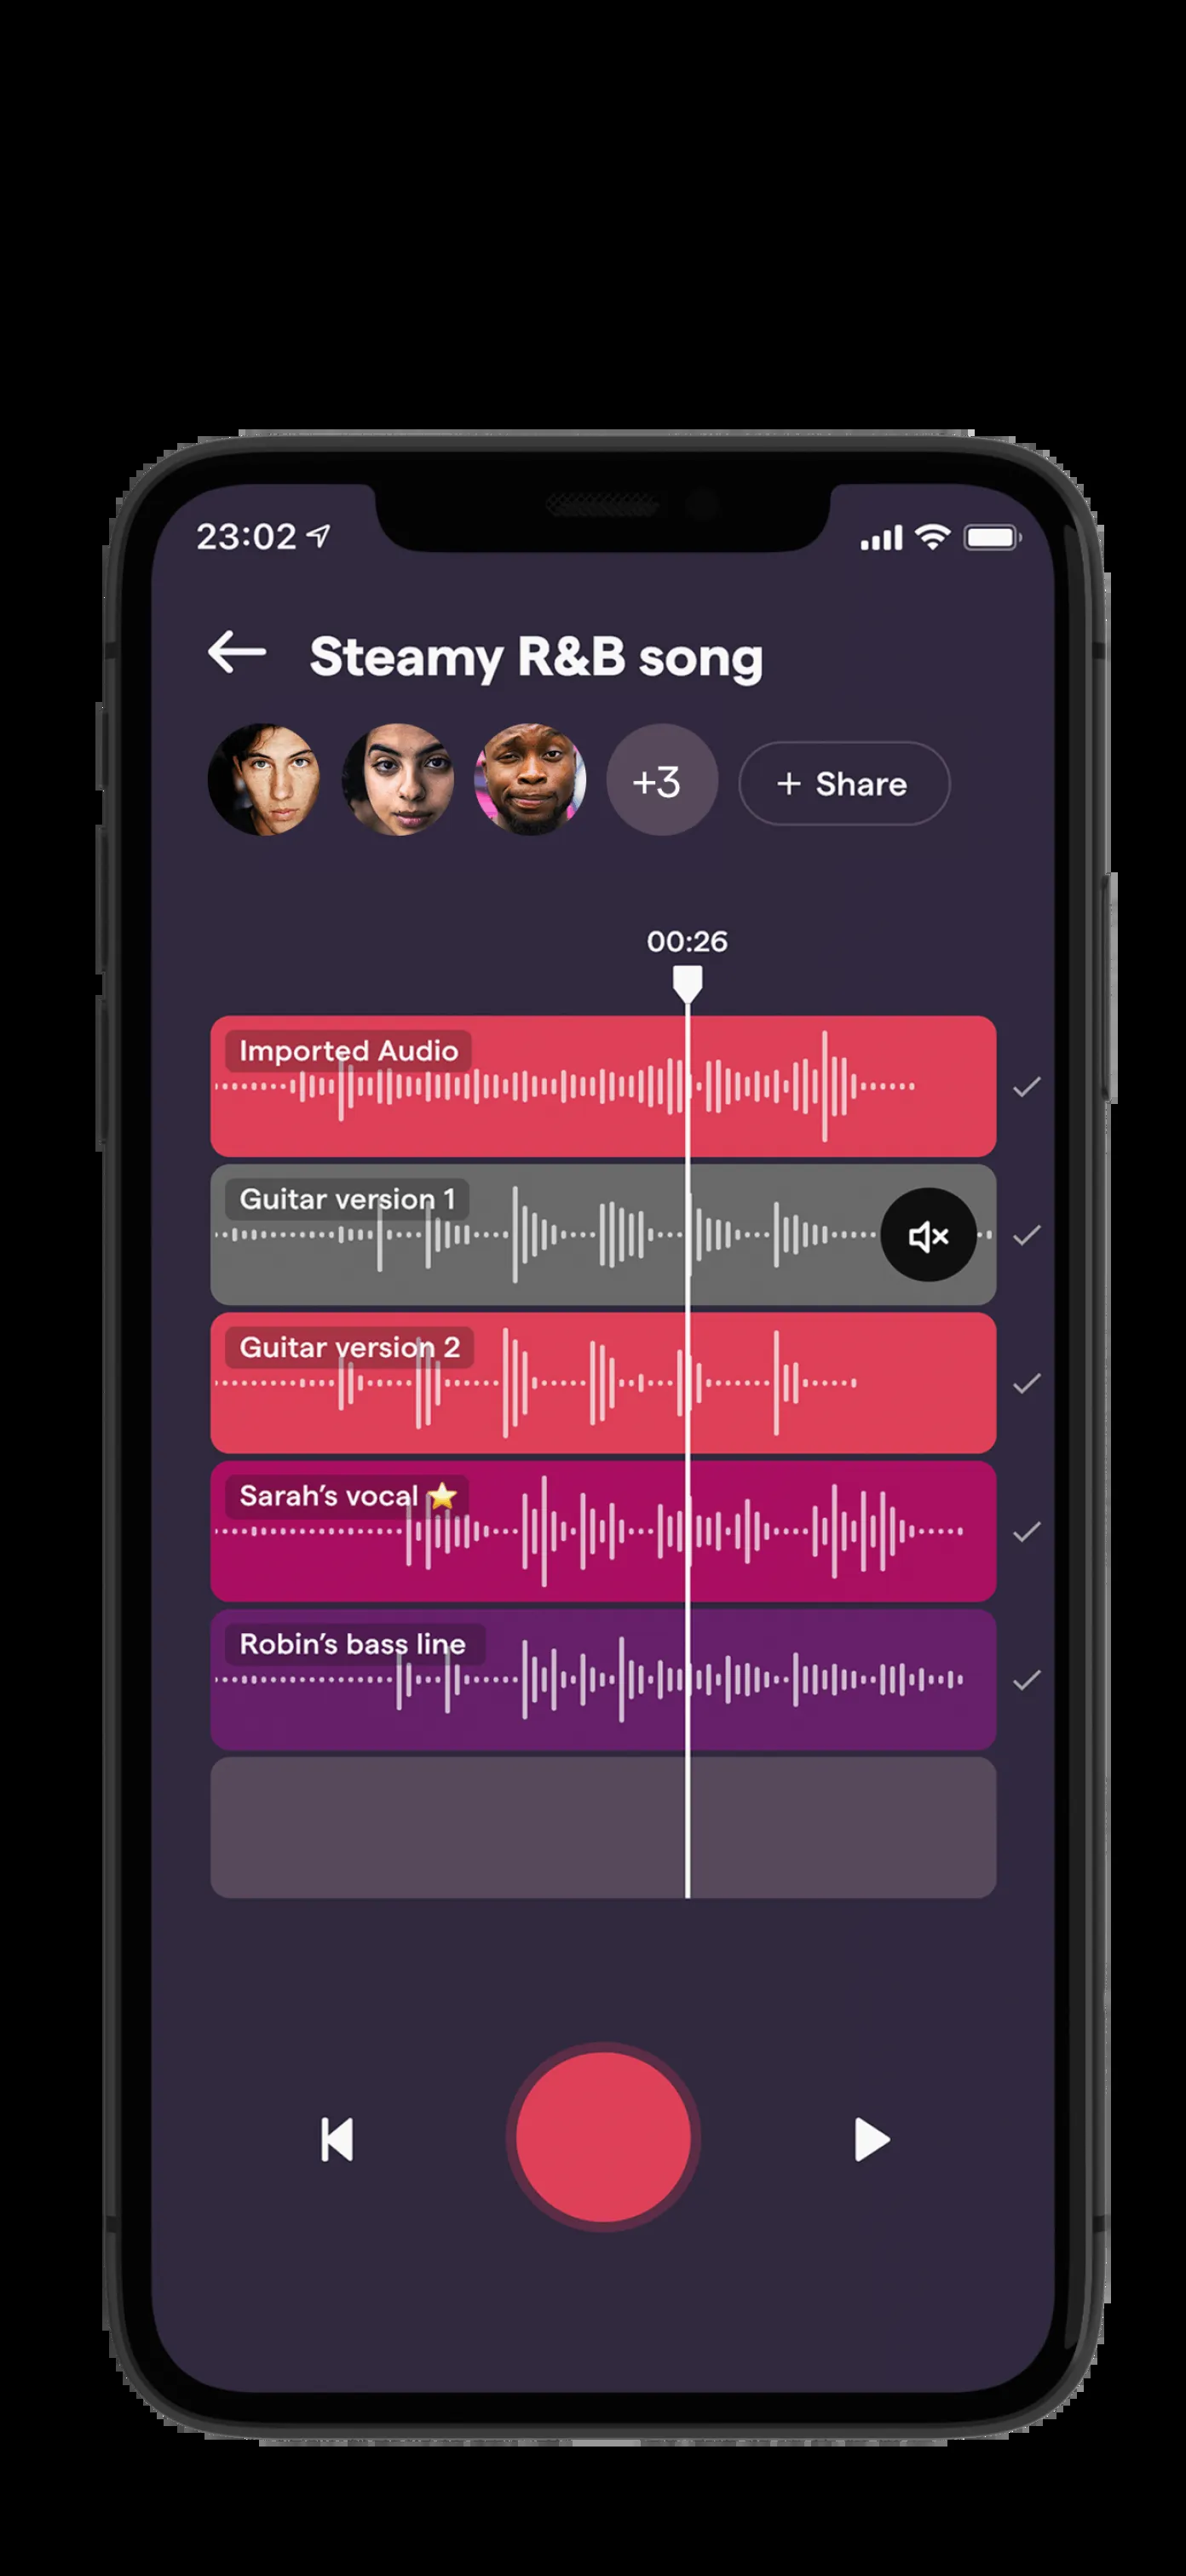 23:02
Steamy R&B song
+3
+ Share
00:26
Imported Audio
Guitar version 1
Guitar version 2
Sarah’s vocal ⭐
Robin’s bass line